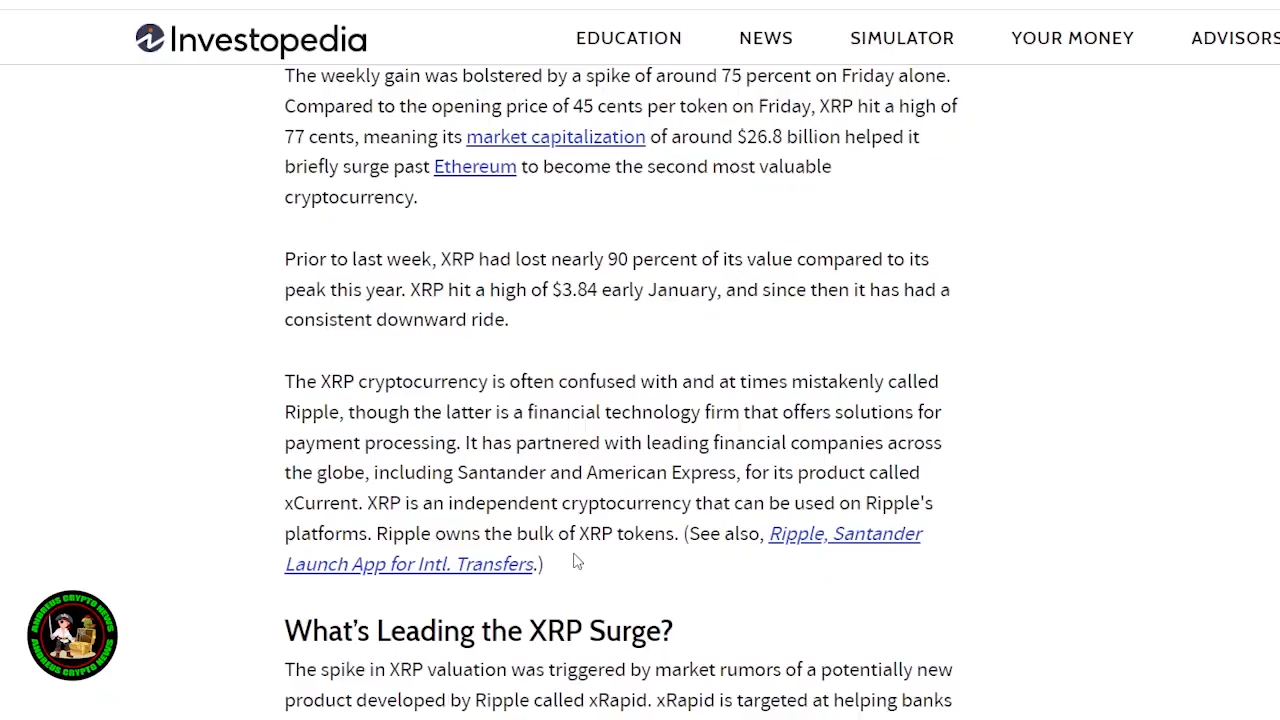 Investopedia
EDUCATION NEWS SIMULATOR YOUR MONEY ADVISORS
The weekly gain was bolstered by a spike of around 75 percent on Friday alone.
Compared to the opening price of 45 cents per token on Friday, XRP hit a high of
77 cents, meaning its market capitalization of around $26.8 billion helped it
briefly surge past Ethereum to become the second most valuable
cryptocurrency.
Prior to last week, XRP had lost nearly 90 percent of its value compared to its
peak this year. XRP hit a high of $3.84 early January, and since then it has had a
consistent downward ride.
The XRP cryptocurrency is often confused with and at times mistakenly called
Ripple, though the latter is a financial technology firm that offers solutions for
payment processing. It has partnered with leading financial companies across
the globe, including Santander and American Express, for its product called
xCurrent. XRP is an independent cryptocurrency that can be used on Ripple's
platforms. Ripple owns the bulk of XRP tokens. (See also, Ripple, Santander
Launch App for Intl. Transfers.)
What's Leading the XRP Surge?
The spike in XRP valuation was triggered by market rumors of a potentially new
product developed by Ripple called xRapid. xRapid is targeted at helping banks
ANDREUS CRYPTO NEWS
ANDREUS CRYPTO NEWS